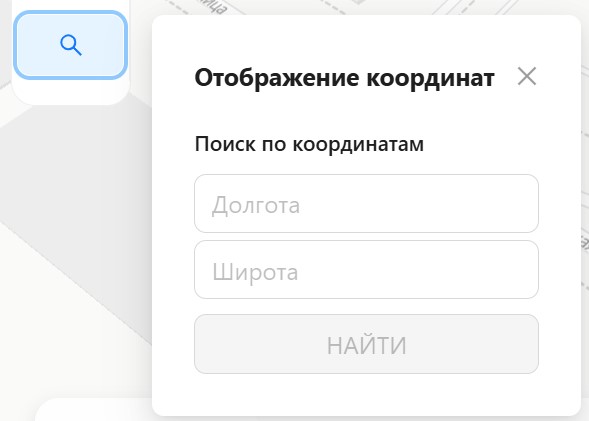 Отображение координат
Поиск по координатам
Долгота
Широта
НАЙТИ